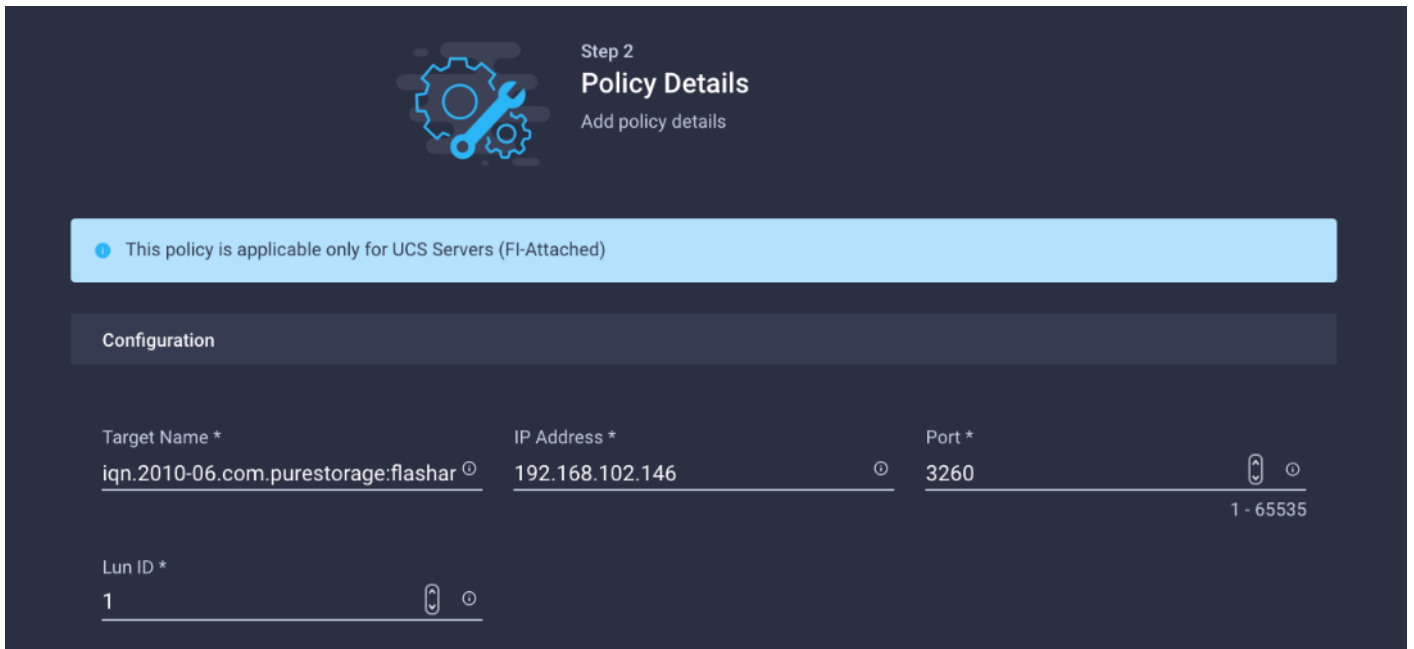 Step 2
Policy Details
Add policy details
This policy is applicable only for UCS Servers (FI-Attached)
Configuration
Target Name *
iqn.2010-06.com.purestorage:flashar
IP Address *
192.168.102.146
Port *
3260
1 - 65535
Lun ID *
1